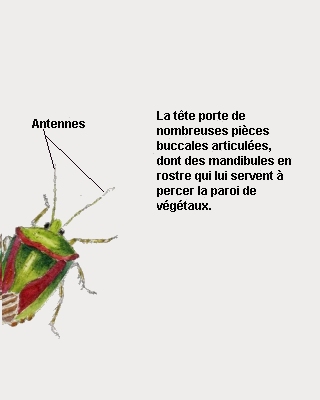 Antennes
La tête porte de
nombreuses pièces
buccales articulées,
dont des mandibules en
rostre qui lui servent à
percer la paroi de
végétaux.